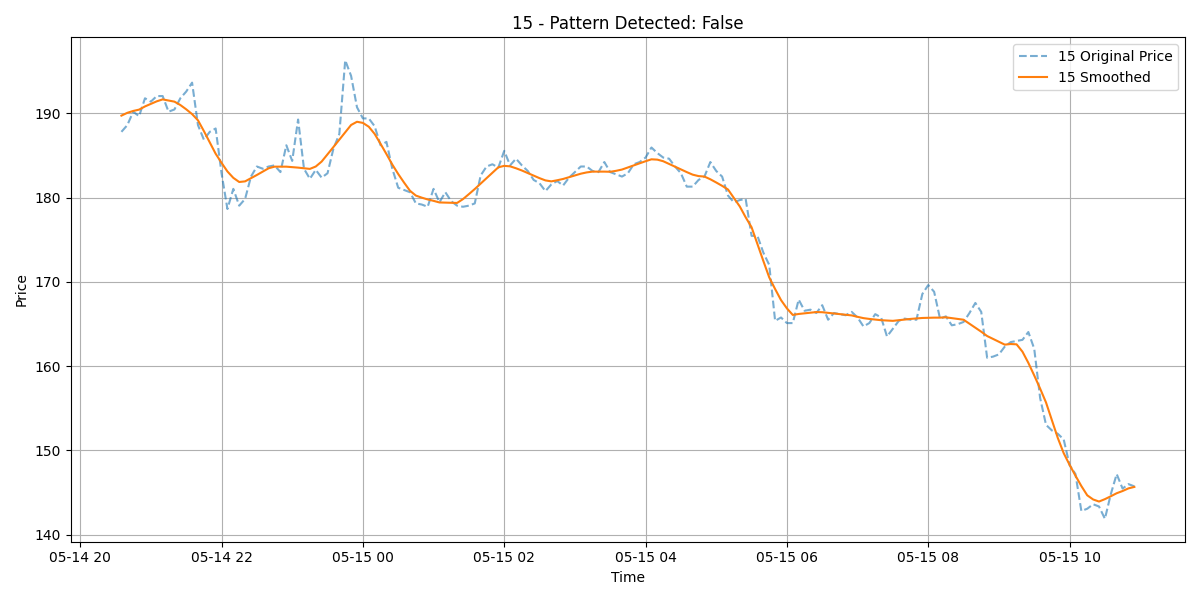 15 - Pattern Detected: False
15 Original Price
15 Smoothed
Price
190
180
170
160
150
140
05-14 20
05-14 22
05-15 00
05-15 02
05-15 04
05-15 06
05-15 08
05-15 10
Time